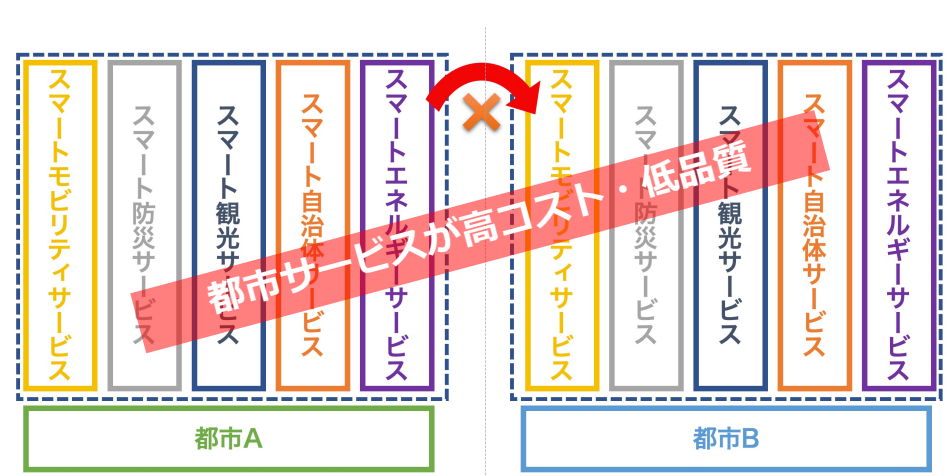 スマートモビリティサービス
スマート防災サービス
スマート観光サービス
スマート自治体サービス
スマートエネルギーサービス
都市A
スマートモビリティサービス
スマート防災サービス
スマート観光サービス
スマート自治体サービス
スマートエネルギーサービス
都市B
都市サービスが高コスト・低品質